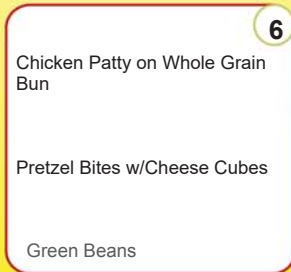 6
Chicken Patty on Whole Grain
Bun
Pretzel Bites w/Cheese Cubes
Green Beans